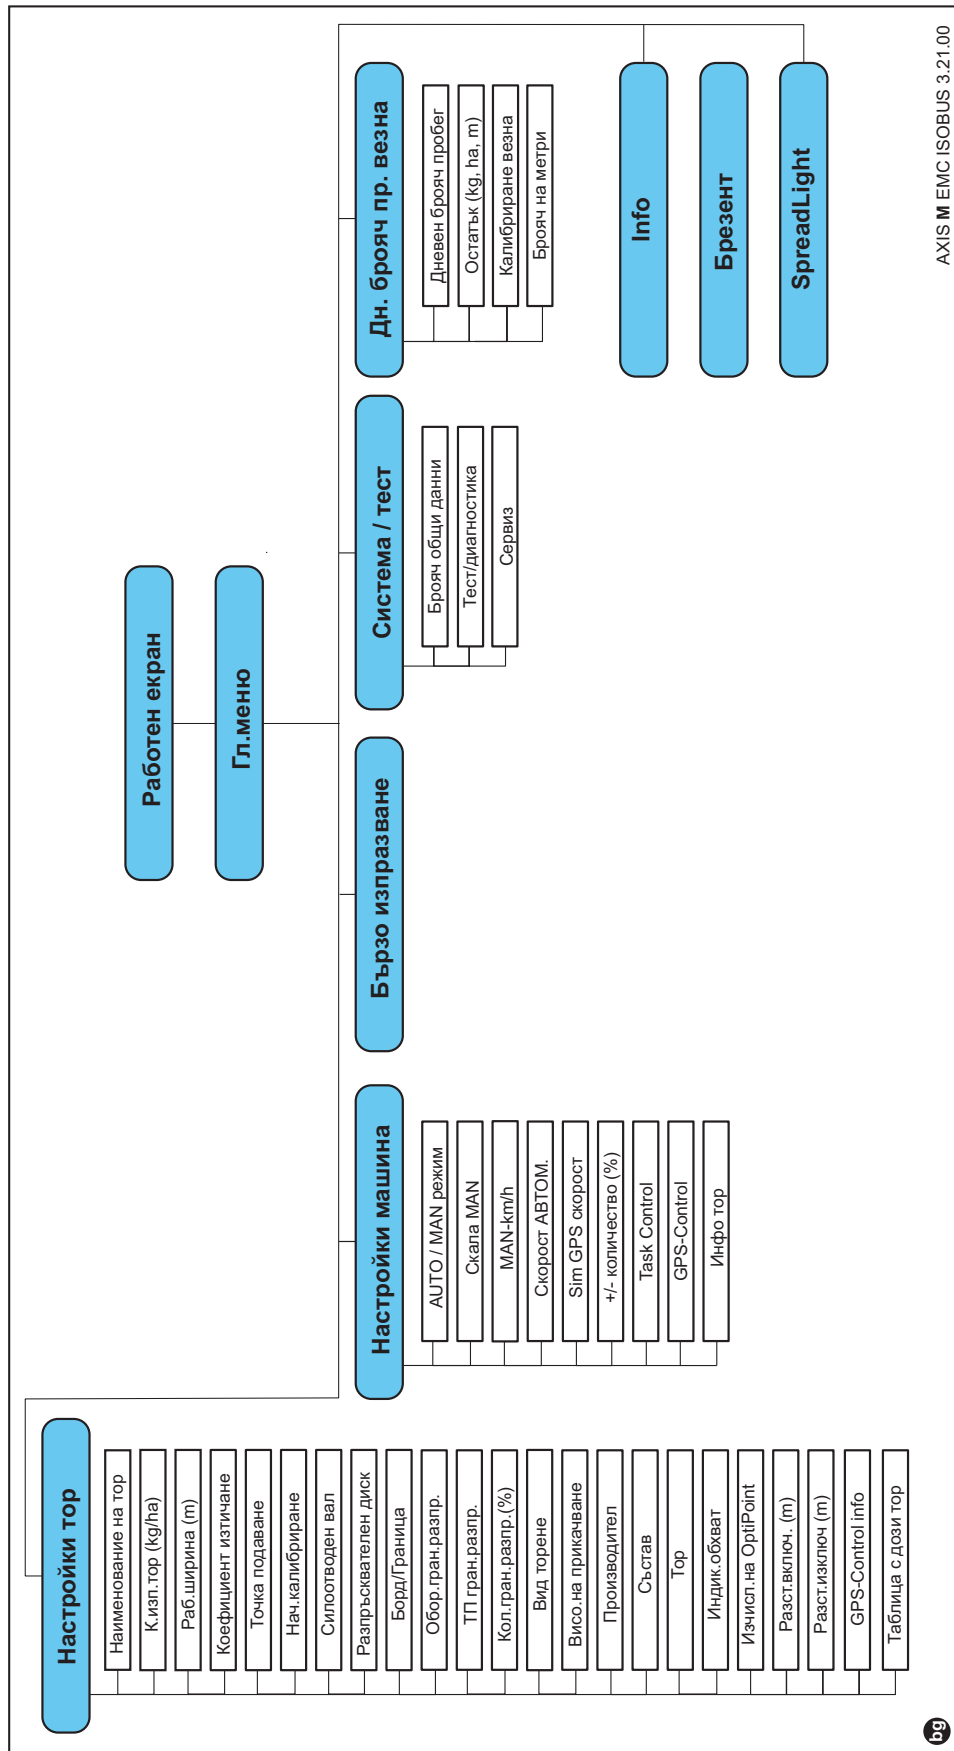 Работен екран
Гл.меню
Настройки тор
Наименование на тор
К.изп.тор (kg/ha)
Раб.ширина (m)
Коефициент изтичане
Точка подаване
Нач.калибриране
Силоотводен вал
Разпръсквателен диск
Борд/Граница
Обор.гран.разпр.
ТП гран.разпр.
Кол.гран.разпр.(%)
Вид торене
Висо.на прикачване
Производител
Състав
Тор
Индик.обхват
Изчисл.на OptiPoint
Разст.включ. (m)
Разст.изключ (m)
GPS-Control info
Таблица с дози тор
Настройки машина
AUTO / MAN режим
Скала MAN
MAN-km/h
Скорост АВТОМ.
Sim GPS скорост
+/- количество (%)
Task Control
GPS-Control
Инфо тор
Бързо изпразване
Система / тест
Брояч общи данни
Тест/диагностика
Сервиз
Дн. брояч пр. везна
Дневен брояч пробег
Остатък (kg, ha, m)
Калибриране везна
Брояч на метри
Info
Брезент
SpreadLight
bg
AXIS M EMC ISOBUS 3.21.00